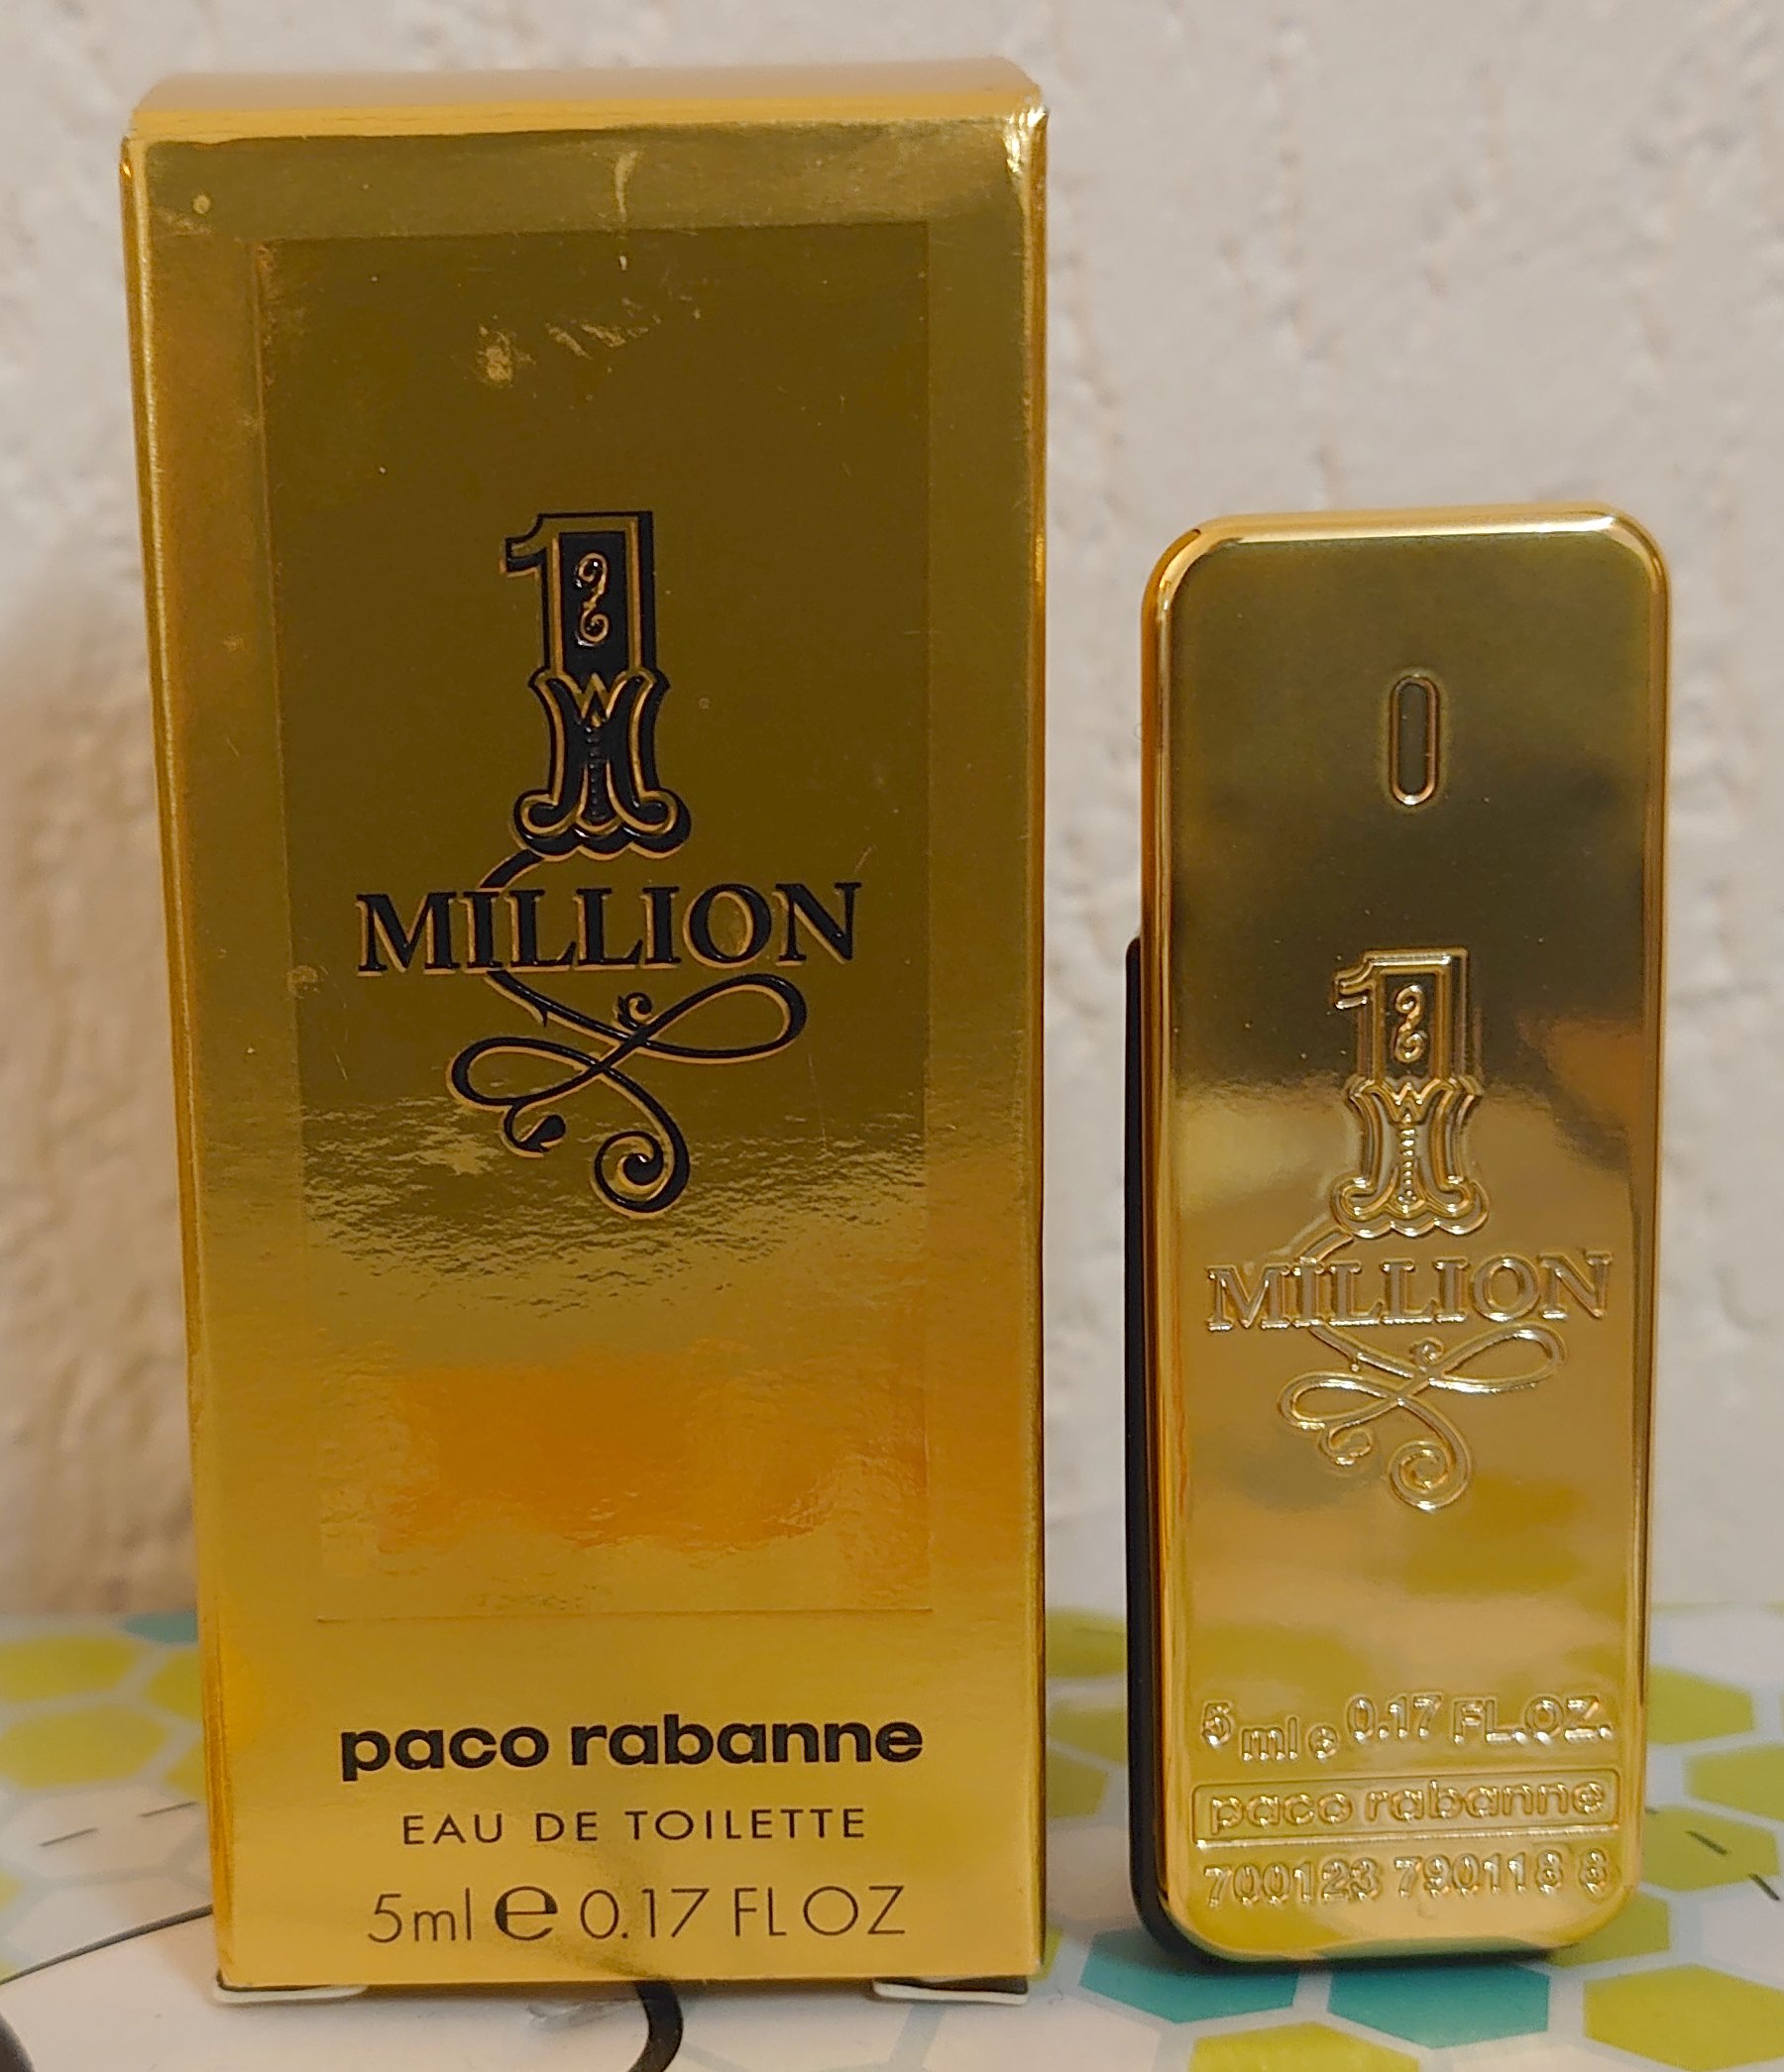 1
MILLION
paco rabanne
EAU DE TOILETTE
5ml e 0.17 FL OZ
1
MILLION
5 ml e 0.17 FL.OZ.
paco rabanne
700123 790118 8